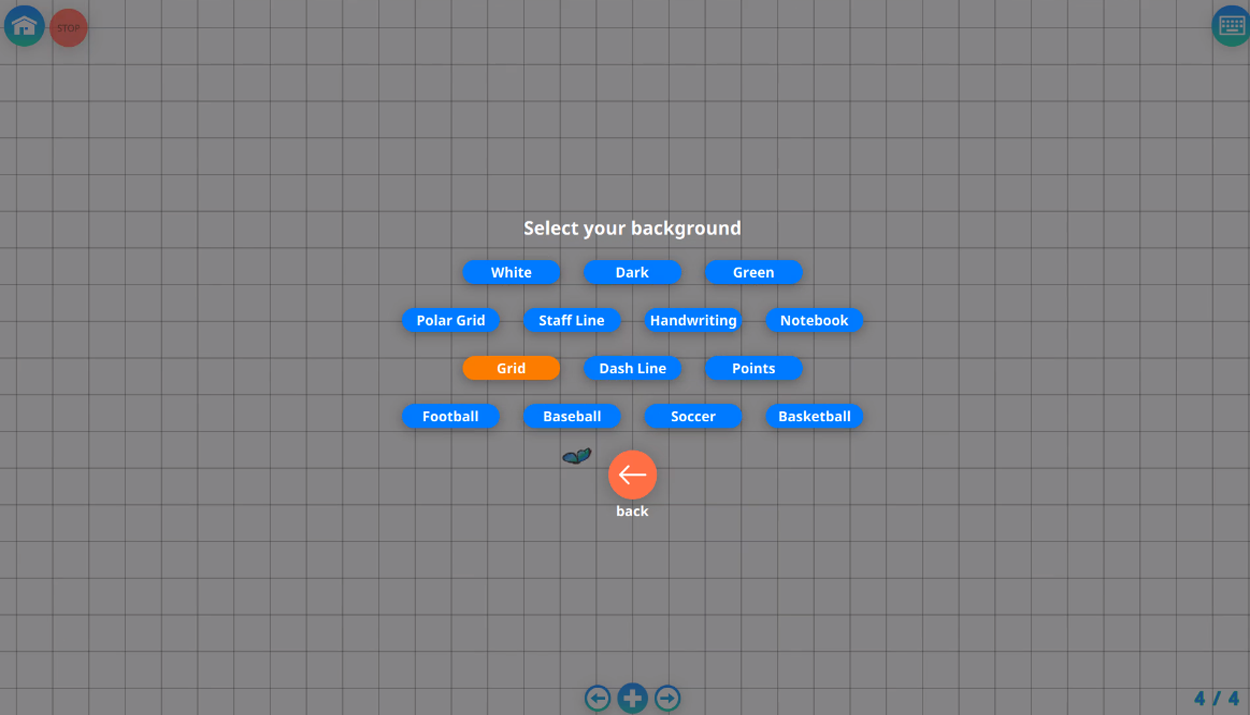 STOP
Select your background
White Dark Green
Polar Grid Staff Line Handwriting Notebook
Grid Dash Line Points
Football Baseball Soccer Basketball
back
4 / 4